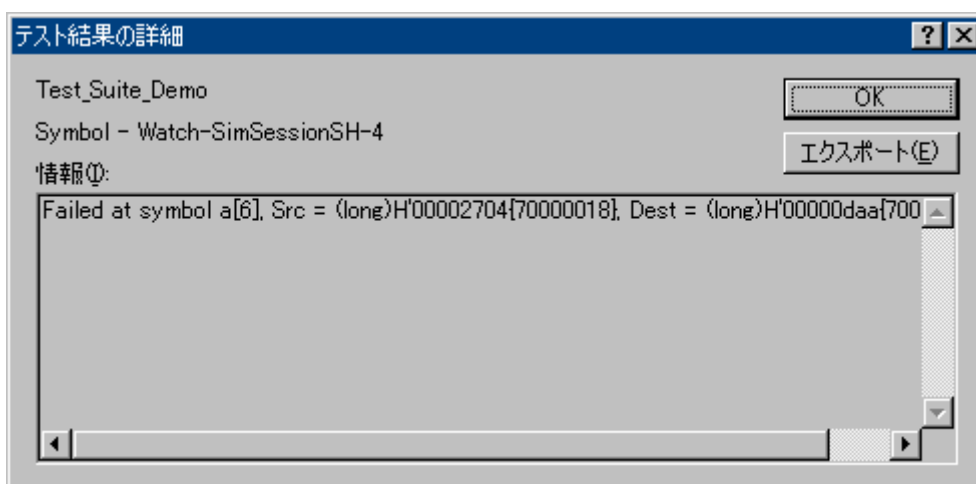 テスト結果の詳細
Test_Suite_Demo
OK
Symbol - Watch-SimSessionSH-4
エクスポート(E)
情報(I):
Failed at symbol a[6], Src = (long)H'00002704{70000018}, Dest = (long)H'00000daa{700